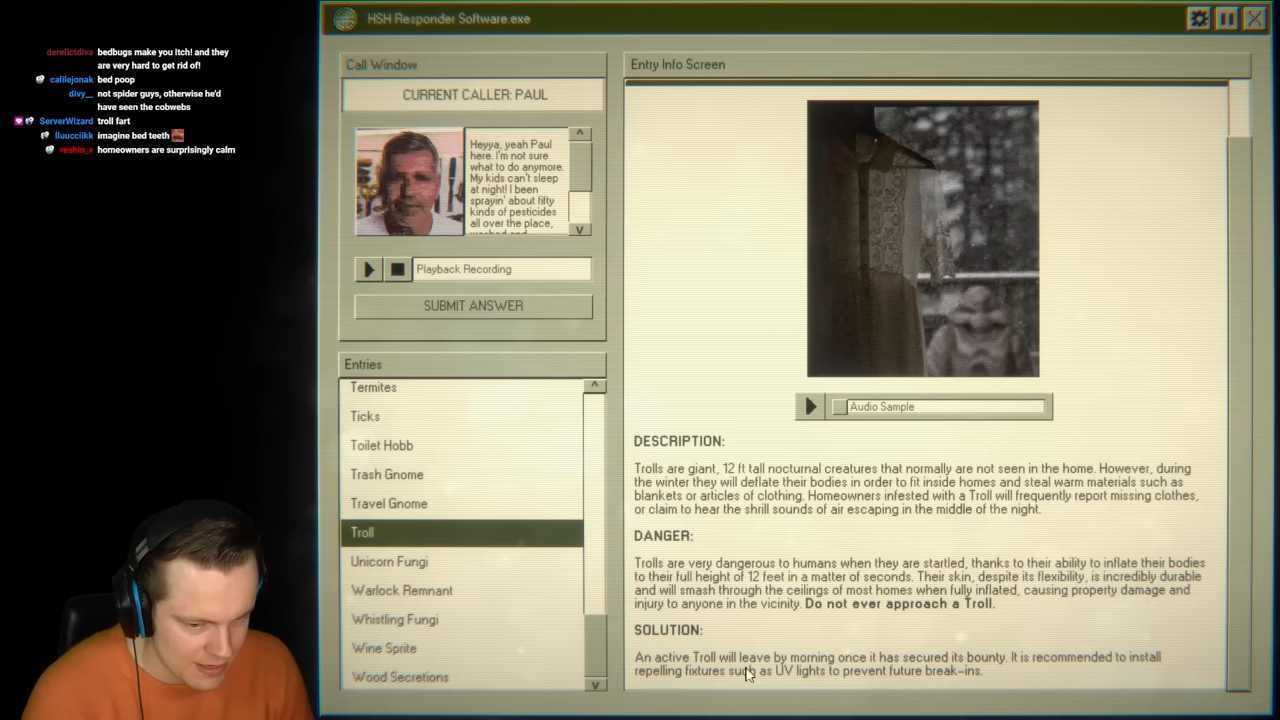 HSH Responder Software.exe
derelictdiva bedbugs make you itch! and they
are very hard to get rid of!
calilejonak bed poop
divy__ not spider guys, otherwise he'd
have seen the cobwebs
ServerWizard troll fart
lluucciikk imagine bed teeth
reshin_x homeowners are surprisingly calm
Call Window
CURRENT CALLER: PAUL
Heyya, yeah Paul
here. I'm not sure
what to do anymore.
My kids can't sleep
at night! I been
sprayin' about fifty
kinds of pesticides
all over the place,
washed and
Playback Recording
SUBMIT ANSWER
Entries
Termites
Ticks
Toilet Hobb
Trash Gnome
Travel Gnome
Troll
Unicorn Fungi
Warlock Remnant
Whistling Fungi
Wine Sprite
Wood Secretions
Entry Info Screen
Audio Sample
DESCRIPTION:
Trolls are giant, 12 ft tall nocturnal creatures that normally are not seen in the home. However, during
the winter they will deflate their bodies in order to fit inside homes and steal warm materials such as
blankets or articles of clothing. Homeowners infested with a Troll will frequently report missing clothes,
or claim to hear the shrill sounds of air escaping in the middle of the night.
DANGER:
Trolls are very dangerous to humans when they are startled, thanks to their ability to inflate their bodies
to their full height of 12 feet in a matter of seconds. Their skin, despite its flexibility, is incredibly durable
and will smash through the ceilings of most homes when fully inflated, causing property damage and
injury to anyone in the vicinity. Do not ever approach a Troll.
SOLUTION:
An active Troll will leave by morning once it has secured its bounty. It is recommended to install
repelling fixtures such as UV lights to prevent future break-ins.